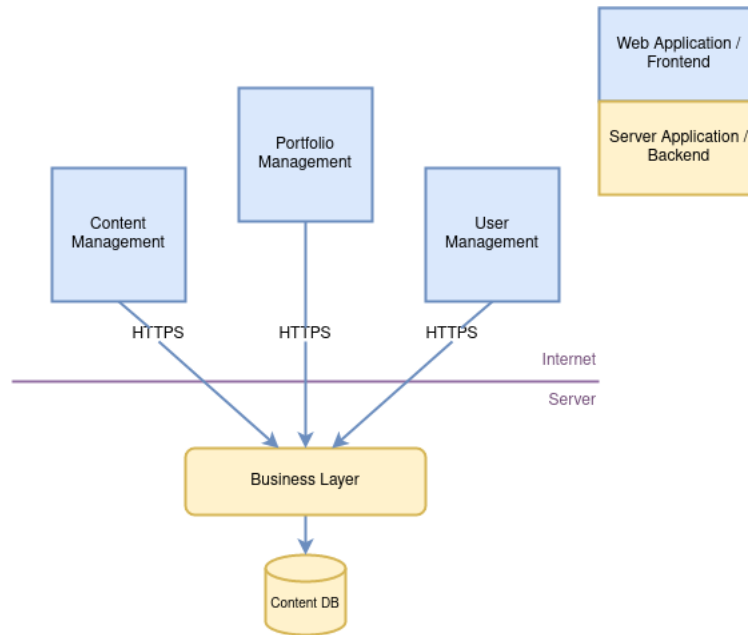 Web Application /
Frontend
Server Application /
Backend
Portfolio
Management
Content
Management
User
Management
HTTPS
HTTPS
HTTPS
Internet
Server
Business Layer
Content DB